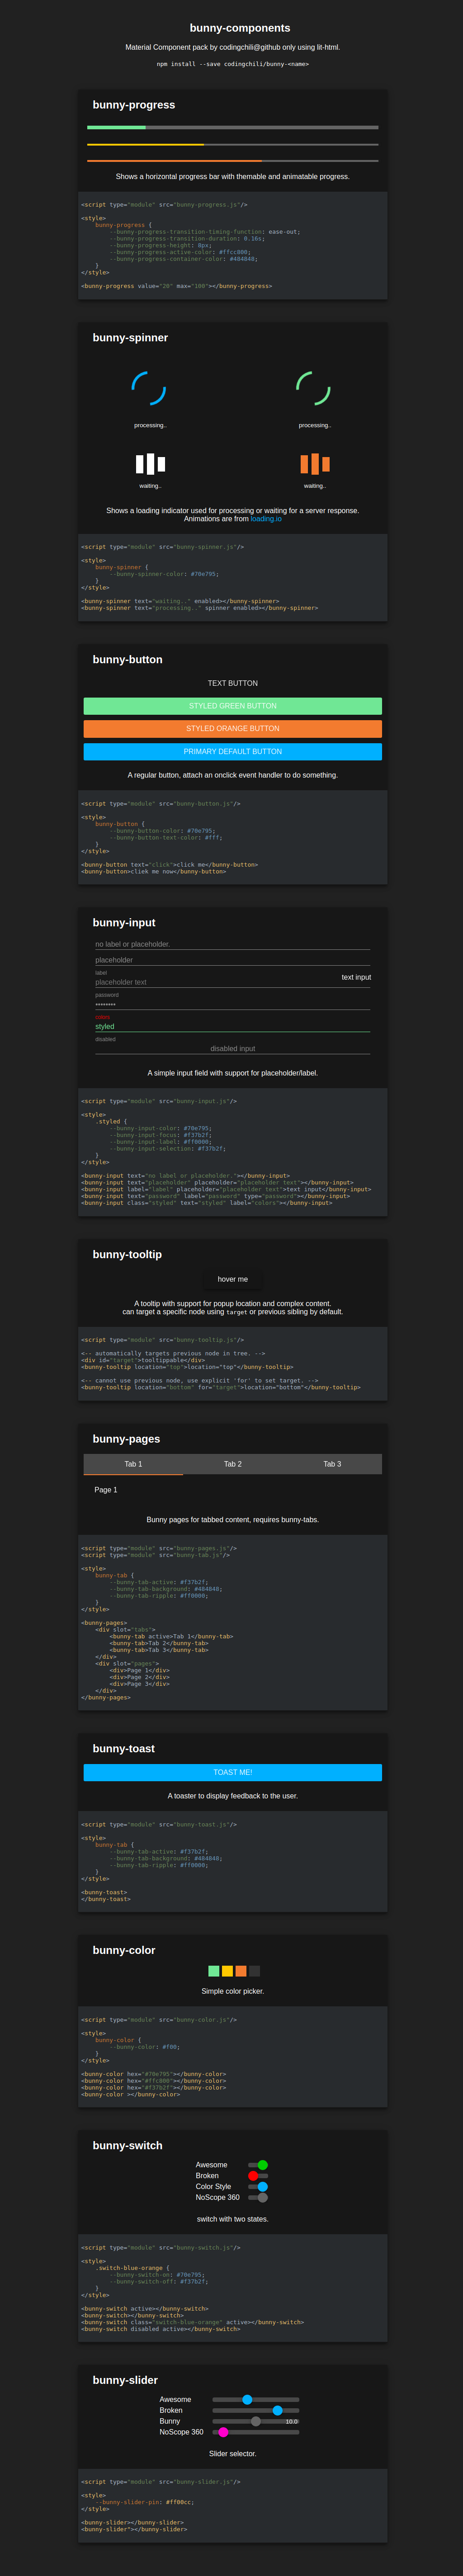 bunny-components
Material Component pack by codingchili@github only using lit-html.
npm install --save codingchili/bunny-<name>
bunny-progress
Shows a horizontal progress bar with themable and animatable progress.
<script type="module" src="bunny-progress.js"/>
<style>
bunny-progress {
--bunny-progress-transition-timing-function: ease-out;
--bunny-progress-transition-duration: 0.16s;
--bunny-progress-height: 8px;
--bunny-progress-active-color: #ffcc800;
--bunny-progress-container-color: #484848;
}
</style>
<bunny-progress value="20" max="100"></bunny-progress>
bunny-spinner
processing..
processing..
waiting..
waiting..
Shows a loading indicator used for processing or waiting for a server response.
Animations are from loading.io
<script type="module" src="bunny-spinner.js"/>
<style>
bunny-spinner {
--bunny-spinner-color: #70e795;
}
</style>
<bunny-spinner text="waiting.." enabled></bunny-spinner>
<bunny-spinner text="processing.." spinner enabled></bunny-spinner>
bunny-button
TEXT BUTTON
STYLED GREEN BUTTON
STYLED ORANGE BUTTON
PRIMARY DEFAULT BUTTON
A regular button, attach an onclick event handler to do something.
<script type="module" src="bunny-button.js"/>
<style>
bunny-button {
--bunny-button-color: #70e795;
--bunny-button-text-color: #fff;
}
</style>
<bunny-button text="click">click me</bunny-button>
<bunny-button>cliek me now</bunny-button>
bunny-input
no label or placeholder.
placeholder
label
placeholder text
text input
password
********
colors
styled
disabled
disabled input
A simple input field with support for placeholder/label.
<script type="module" src="bunny-input.js"/>
<style>
.styled {
--bunny-input-color: #70e795;
--bunny-input-focus: #f37b2f;
--bunny-input-label: #ff0000;
--bunny-input-selection: #f37b2f;
}
</style>
<bunny-input text="no label or placeholder."></bunny-input>
<bunny-input text="placeholder" placeholder="placeholder text"></bunny-input>
<bunny-input label="label" placeholder="placeholder text">text input</bunny-input>
<bunny-input text="password" label="password" type="password"></bunny-input>
<bunny-input class="styled" text="styled" label="colors"></bunny-input>
bunny-tooltip
hover me
A tooltip with support for popup location and complex content.
can target a specific node using target or previous sibling by default.
<script type="module" src="bunny-tooltip.js"/>
<-- automatically targets previous node in tree. -->
<div id="target">tooltippable</div>
<bunny-tooltip location="top">location="top"</bunny-tooltip>
<-- cannot use previous node, use explicit 'for' to set target. -->
<bunny-tooltip location="bottom" for="target">location="bottom"</bunny-tooltip>
bunny-pages
Tab 1
Tab 2
Tab 3
Page 1
Bunny pages for tabbed content, requires bunny-tabs.
<script type="module" src="bunny-pages.js"/>
<script type="module" src="bunny-tab.js"/>
<style>
bunny-tab {
--bunny-tab-active: #f37b2f;
--bunny-tab-background: #484848;
--bunny-tab-ripple: #ff0000;
}
</style>
<bunny-pages>
<div slot="tabs">
<bunny-tab active>Tab 1</bunny-tab>
<bunny-tab>Tab 2</bunny-tab>
<bunny-tab>Tab 3</bunny-tab>
</div>
<div slot="pages">
<div>Page 1</div>
<div>Page 2</div>
<div>Page 3</div>
</div>
</bunny-pages>
bunny-toast
TOAST ME!
A toaster to display feedback to the user.
<script type="module" src="bunny-toast.js"/>
<style>
bunny-tab {
--bunny-tab-active: #f37b2f;
--bunny-tab-background: #484848;
--bunny-tab-ripple: #ff0000;
}
</style>
<bunny-toast>
</bunny-toast>
bunny-color
Simple color picker.
<script type="module" src="bunny-color.js"/>
<style>
bunny-color {
--bunny-color: #f00;
}
</style>
<bunny-color hex="#70e795"></bunny-color>
<bunny-color hex="#ffc800"></bunny-color>
<bunny-color hex="#f37b2f"></bunny-color>
<bunny-color ></bunny-color>
bunny-switch
Awesome
Broken
Color Style
NoScope 360
switch with two states.
<script type="module" src="bunny-switch.js"/>
<style>
.switch-blue-orange {
--bunny-switch-on: #70e795;
--bunny-switch-off: #f37b2f;
}
</style>
<bunny-switch active></bunny-switch>
<bunny-switch></bunny-switch>
<bunny-switch class="switch-blue-orange" active></bunny-switch>
<bunny-switch disabled active></bunny-switch>
bunny-slider
Awesome
Broken
Bunny
10.0
NoScope 360
Slider selector.
<script type="module" src="bunny-slider.js"/>
<style>
--bunny-slider-pin: #ff00cc;
</style>
<bunny-slider></bunny-slider>
<bunny-slider"></bunny-slider>